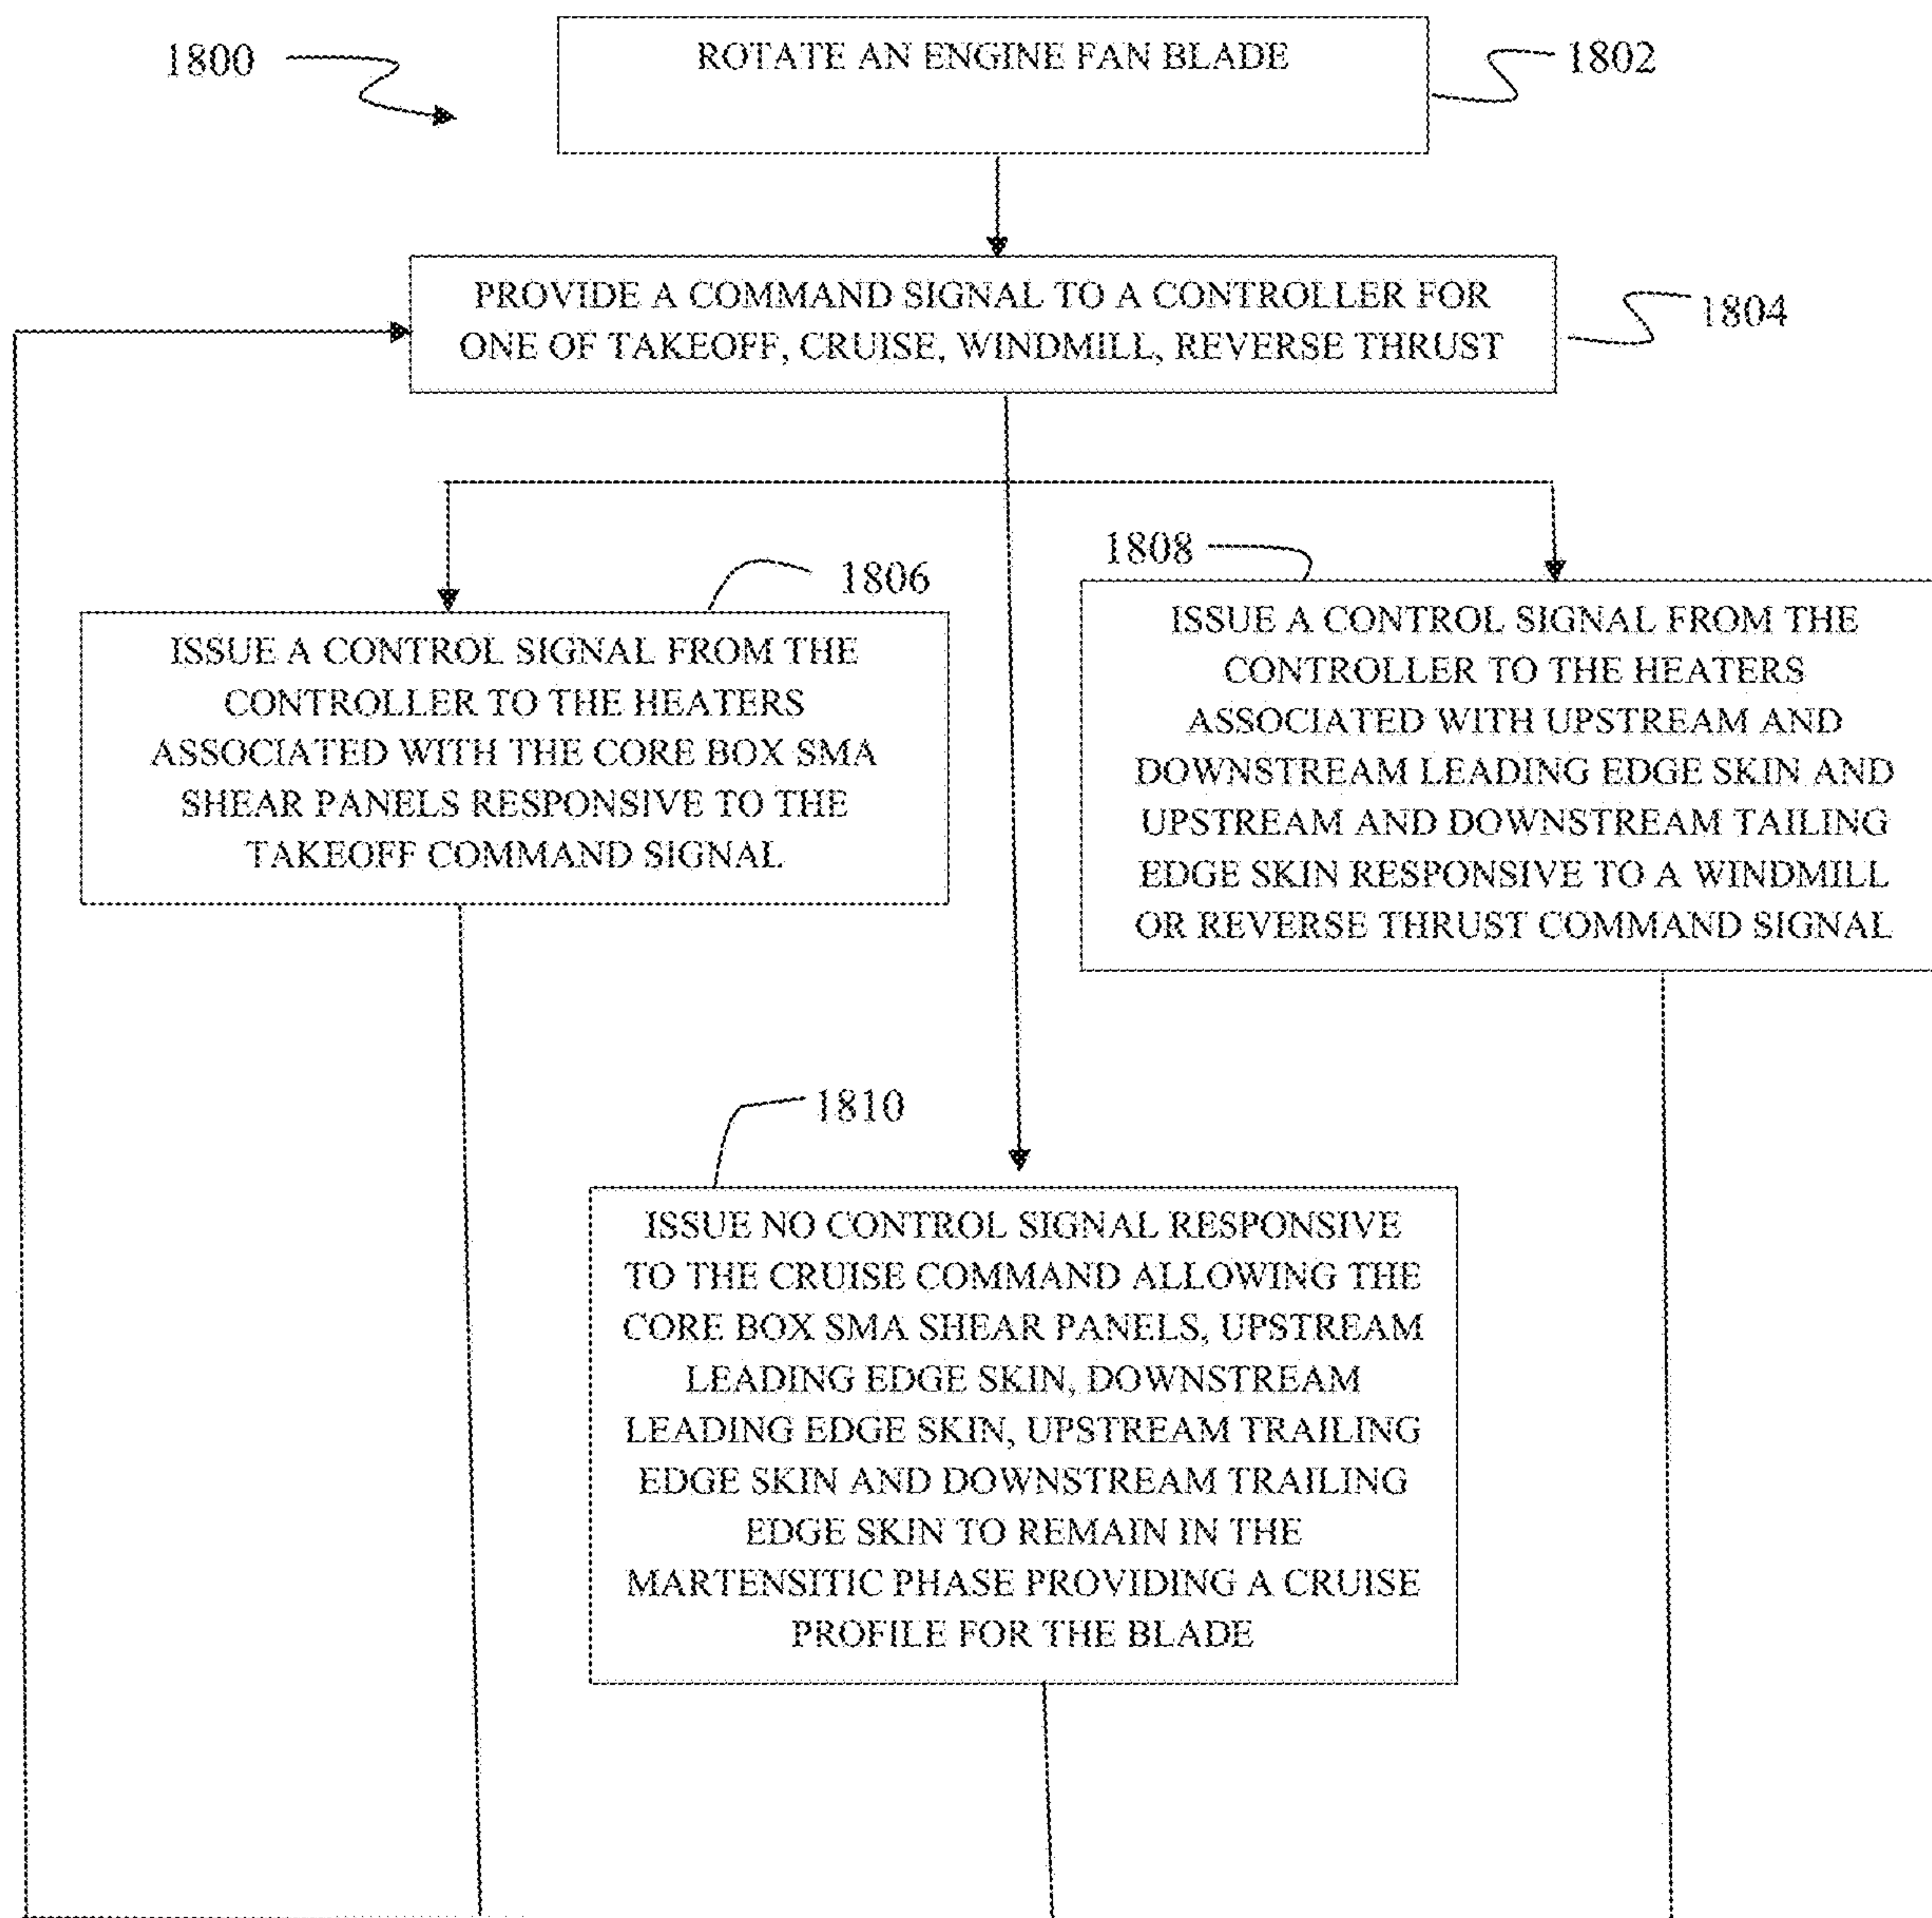 1800
ROTATE AN ENGINE FAN BLADE
1802
PROVIDE A COMMAND SIGNAL TO A CONTROLLER FOR
ONE OF TAKEOFF, CRUISE, WINDMILL, REVERSE THRUST
1804
1806
ISSUE A CONTROL SIGNAL FROM THE
CONTROLLER TO THE HEATERS
ASSOCIATED WITH THE CORE BOX SMA
SHEAR PANELS RESPONSIVE TO THE
TAKEOFF COMMAND SIGNAL
1808
ISSUE A CONTROL SIGNAL FROM THE
CONTROLLER TO THE HEATERS
ASSOCIATED WITH UPSTREAM AND
DOWNSTREAM LEADING EDGE SKIN AND
UPSTREAM AND DOWNSTREAM TAILING
EDGE SKIN RESPONSIVE TO A WINDMILL
OR REVERSE THRUST COMMAND SIGNAL
1810
ISSUE NO CONTROL SIGNAL RESPONSIVE
TO THE CRUISE COMMAND ALLOWING THE
CORE BOX SMA SHEAR PANELS, UPSTREAM
LEADING EDGE SKIN, DOWNSTREAM
LEADING EDGE SKIN, UPSTREAM TRAILING
EDGE SKIN AND DOWNSTREAM TRAILING
EDGE SKIN TO REMAIN IN THE
MARTENSITIC PHASE PROVIDING A CRUISE
PROFILE FOR THE BLADE